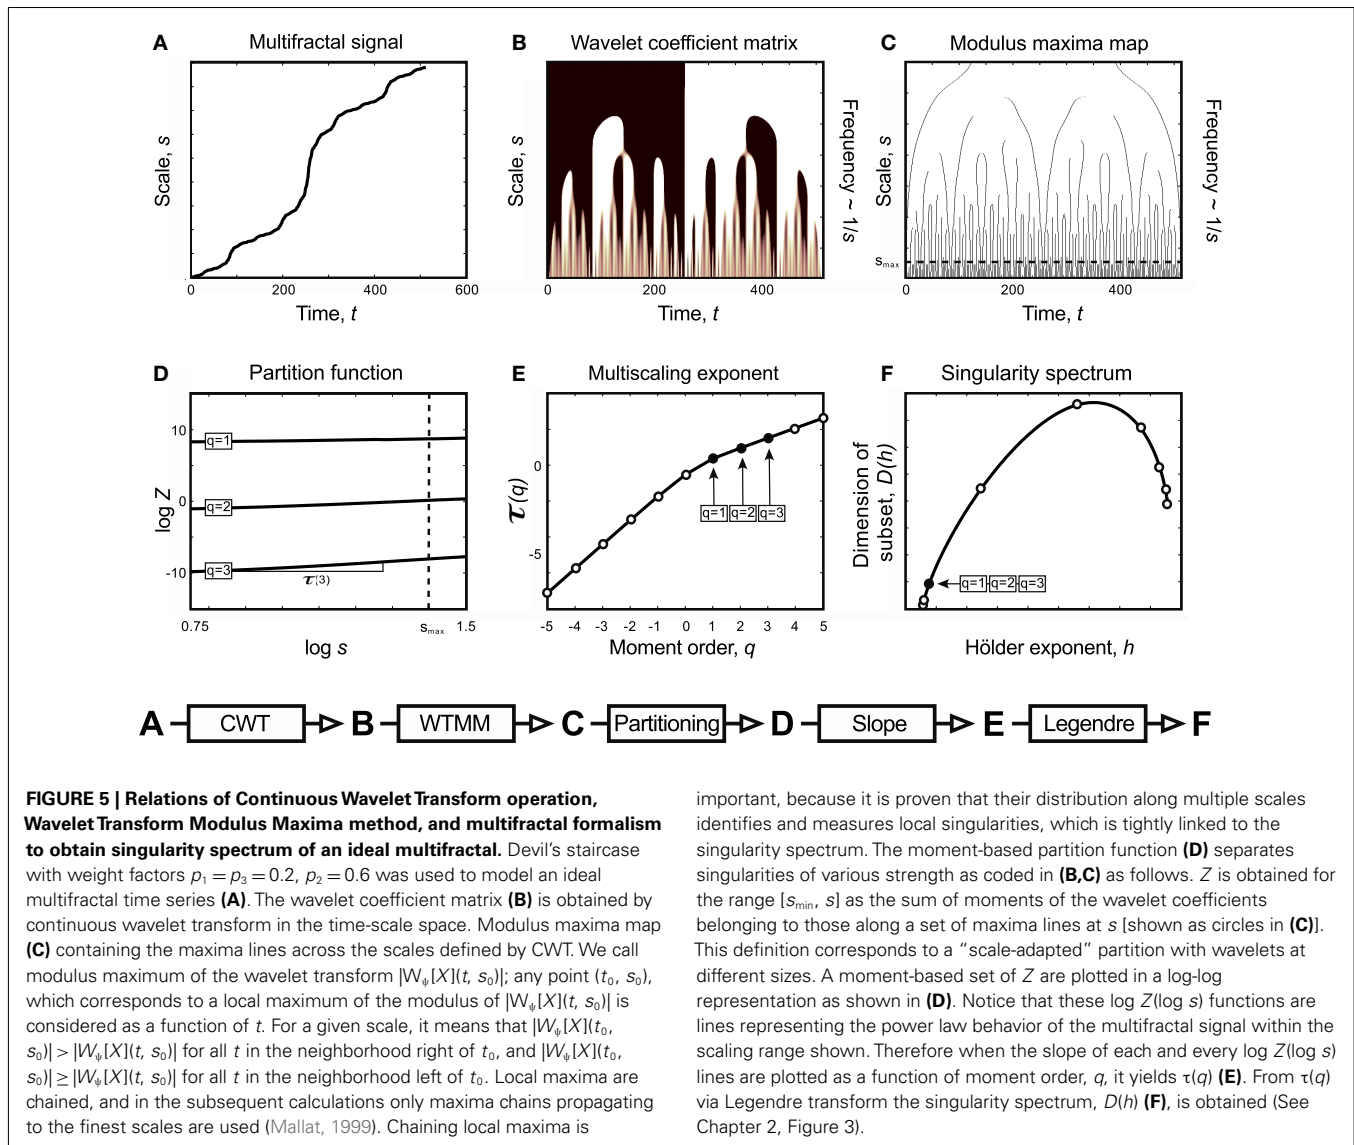 A Multifractal signal
Scale, s
0 200 400 600
Time, t
B Wavelet coefficient matrix
Scale, s
Frequency ~ 1/s
0 200 400
Time, t
C Modulus maxima map
Scale, s
Frequency ~ 1/s
smax
0 200 400
Time, t
D Partition function
log Z
10
0
-10
q=1
q=2
q=3
τ(3)
0.75 smax 1.5
log s
E Multiscaling exponent
τ(q)
0
-5
q=1 q=2 q=3
-5 -4 -3 -2 -1 0 1 2 3 4 5
Moment order, q
F Singularity spectrum
Dimension of
subset, D(h)
q=1 q=2 q=3
Hölder exponent, h
A CWT B WTMM C Partitioning D Slope E Legendre F
FIGURE 5 | Relations of Continuous Wavelet Transform operation,
Wavelet Transform Modulus Maxima method, and multifractal formalism
to obtain singularity spectrum of an ideal multifractal. Devil's staircase
with weight factors p₁ = p₃ = 0.2, p₂ = 0.6 was used to model an ideal
multifractal time series (A). The wavelet coefficient matrix (B) is obtained by
continuous wavelet transform in the time-scale space. Modulus maxima map
(C) containing the maxima lines across the scales defined by CWT. We call
modulus maximum of the wavelet transform |Wψ[X](t, s₀)|; any point (t₀, s₀),
which corresponds to a local maximum of the modulus of |Wψ[X](t, s₀)| is
considered as a function of t. For a given scale, it means that |Wψ[X](t₀,
s₀)| > |Wψ[X](t, s₀)| for all t in the neighborhood right of t₀, and |Wψ[X](t₀,
s₀)| ≥ |Wψ[X](t, s₀)| for all t in the neighborhood left of t₀. Local maxima are
chained, and in the subsequent calculations only maxima chains propagating
to the finest scales are used (Mallat, 1999). Chaining local maxima is
important, because it is proven that their distribution along multiple scales
identifies and measures local singularities, which is tightly linked to the
singularity spectrum. The moment-based partition function (D) separates
singularities of various strength as coded in (B,C) as follows. Z is obtained for
the range [smin, s] as the sum of moments of the wavelet coefficients
belonging to those along a set of maxima lines at s [shown as circles in (C)].
This definition corresponds to a “scale-adapted” partition with wavelets at
different sizes. A moment-based set of Z are plotted in a log-log
representation as shown in (D). Notice that these log Z(log s) functions are
lines representing the power law behavior of the multifractal signal within the
scaling range shown. Therefore when the slope of each and every log Z(log s)
lines are plotted as a function of moment order, q, it yields τ(q) (E). From τ(q)
via Legendre transform the singularity spectrum, D(h) (F), is obtained (See
Chapter 2, Figure 3).